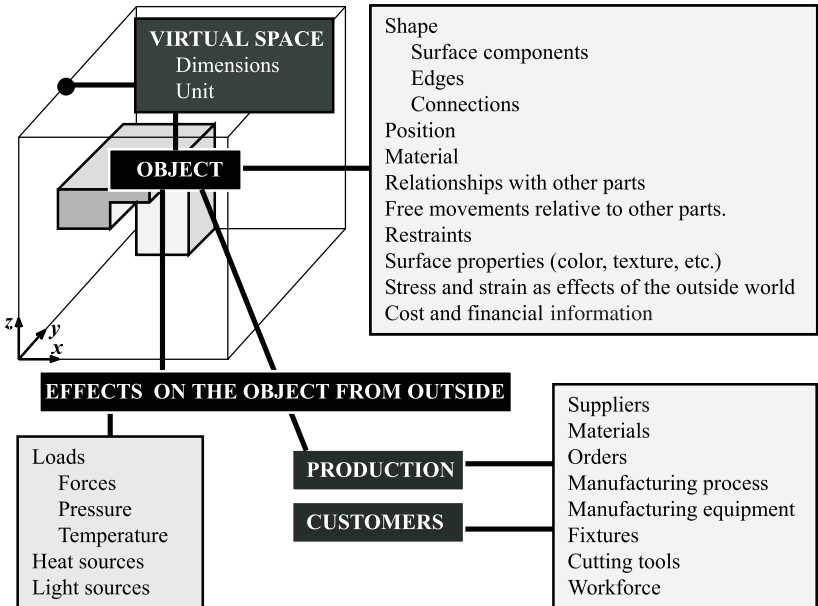 VIRTUAL SPACE
Dimensions
Unit
OBJECT
z
y
x
Shape
Surface components
Edges
Connections
Position
Material
Relationships with other parts
Free movements relative to other parts.
Restraints
Surface properties (color, texture, etc.)
Stress and strain as effects of the outside world
Cost and financial information
EFFECTS ON THE OBJECT FROM OUTSIDE
Loads
Forces
Pressure
Temperature
Heat sources
Light sources
PRODUCTION
CUSTOMERS
Suppliers
Materials
Orders
Manufacturing process
Manufacturing equipment
Fixtures
Cutting tools
Workforce